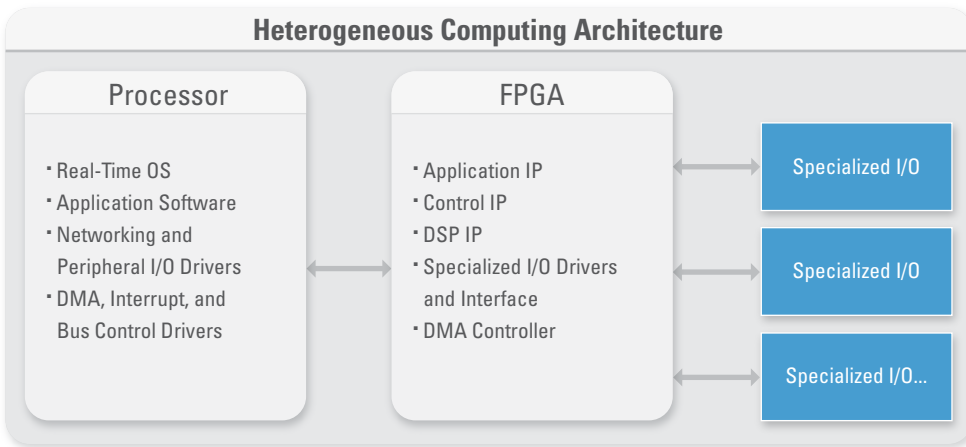 Heterogeneous Computing Architecture
Processor
· Real-Time OS
· Application Software
· Networking and
Peripheral I/O Drivers
· DMA, Interrupt, and
Bus Control Drivers
FPGA
· Application IP
· Control IP
· DSP IP
· Specialized I/O Drivers
and Interface
· DMA Controller
Specialized I/O
Specialized I/O
Specialized I/O...